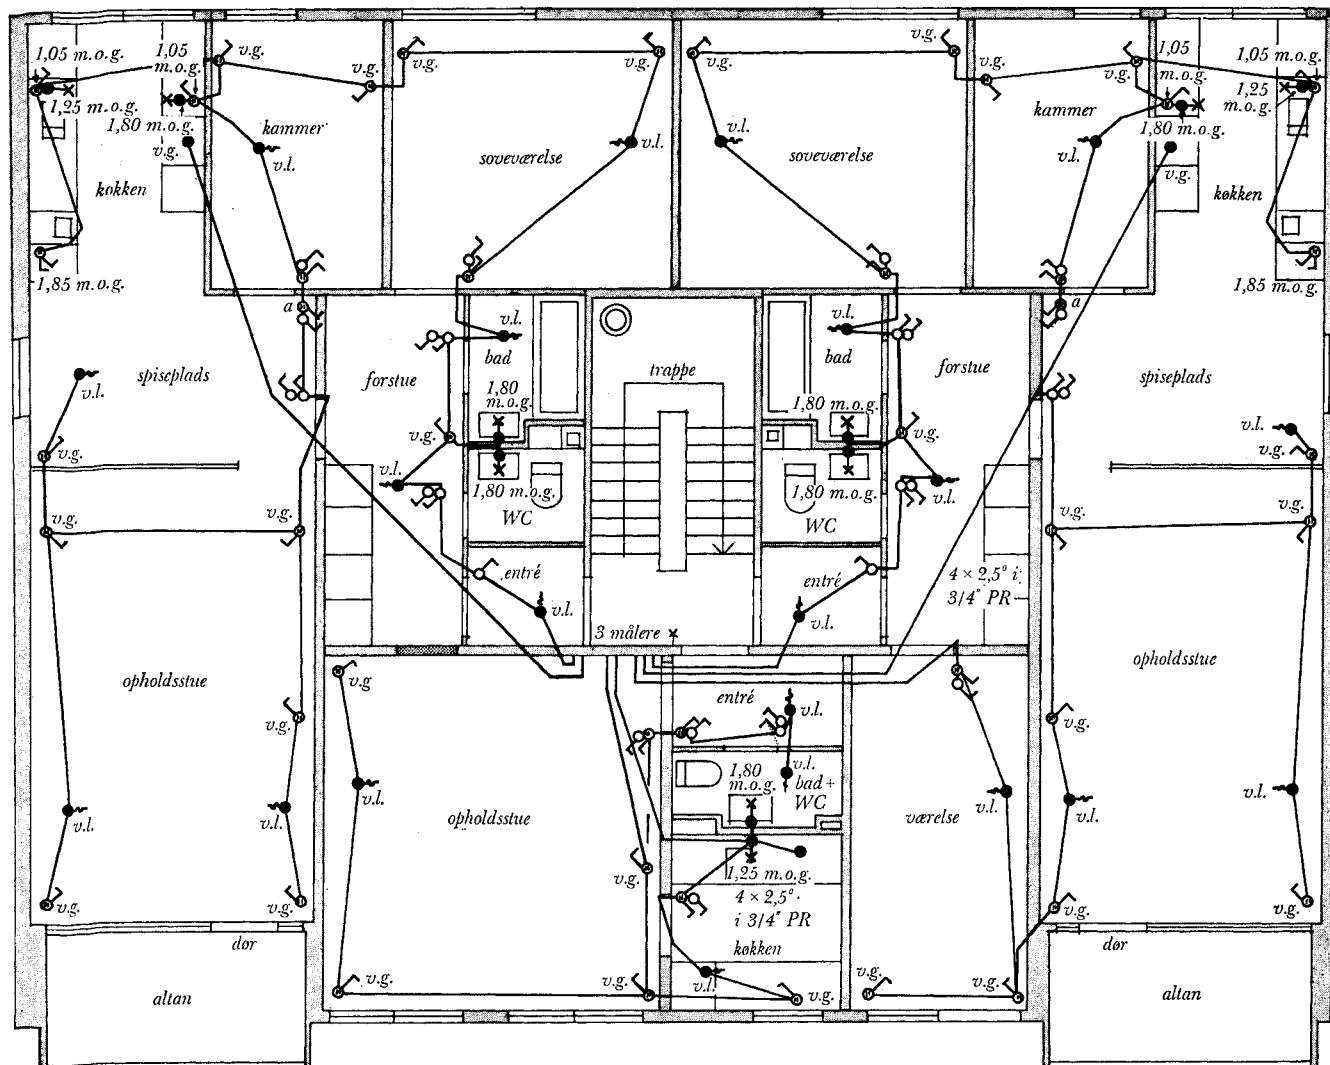 1,05 m.o.g.
1,05
m.o.g.
v.g.
v.g.
v.g.
v.g.
v.g.
v.g.
v.g.
1,05
m.o.g.
1,05 m.o.g.
1,25 m.o.g.
1,80 m.o.g.
v.g.
kammer
v.l.
soveværelse
v.l.
v.l.
soveværelse
kammer
v.l.
1,80 m.o.g.
v.g.
1,25
m.o.g.
køkken
køkken
1,85 m.o.g.
1,85 m.o.g.
a
a
v.l.
v.l.
bad
bad
trappe
spiseplads
forstue
forstue
spiseplads
v.l.
1,80
m.o.g.
1,80 m.o.g.
v.l.
v.g.
v.g.
v.g.
v.g.
v.l.
1,80 m.o.g.
1,80 m.o.g.
v.l.
WC
WC
v.g.
v.g.
v.g.
v.g.
entré
entré
4 × 2,5° i
3/4" PR
v.l.
v.l.
3 målere
opholdsstue
v.g
entré
opholdsstue
v.g.
v.l.
v.g.
v.l.
v.l.
1,80
m.o.g.
v.l.
bad+
WC
v.l.
v.l.
v.l.
v.l.
opholdsstue
værelse
v.g.
1,25 m.o.g.
4 × 2,5°
i 3/4" PR
v.g.
v.g.
v.g.
v.g.
dør
køkken
dør
altan
v.g.
v.g.
v.l.
v.g.
v.g.
v.g.
altan